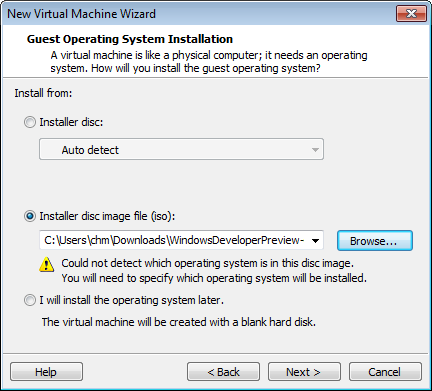 New Virtual Machine Wizard
Guest Operating System Installation
A virtual machine is like a physical computer; it needs an operating
system. How will you install the guest operating system?
Install from:
Installer disc:
Auto detect
Installer disc image file (iso):
C:\Users\chm\Downloads\WindowsDeveloperPreview-
Browse...
Could not detect which operating system is in this disc image.
You will need to specify which operating system will be installed.
I will install the operating system later.
The virtual machine will be created with a blank hard disk.
Help
< Back
Next >
Cancel